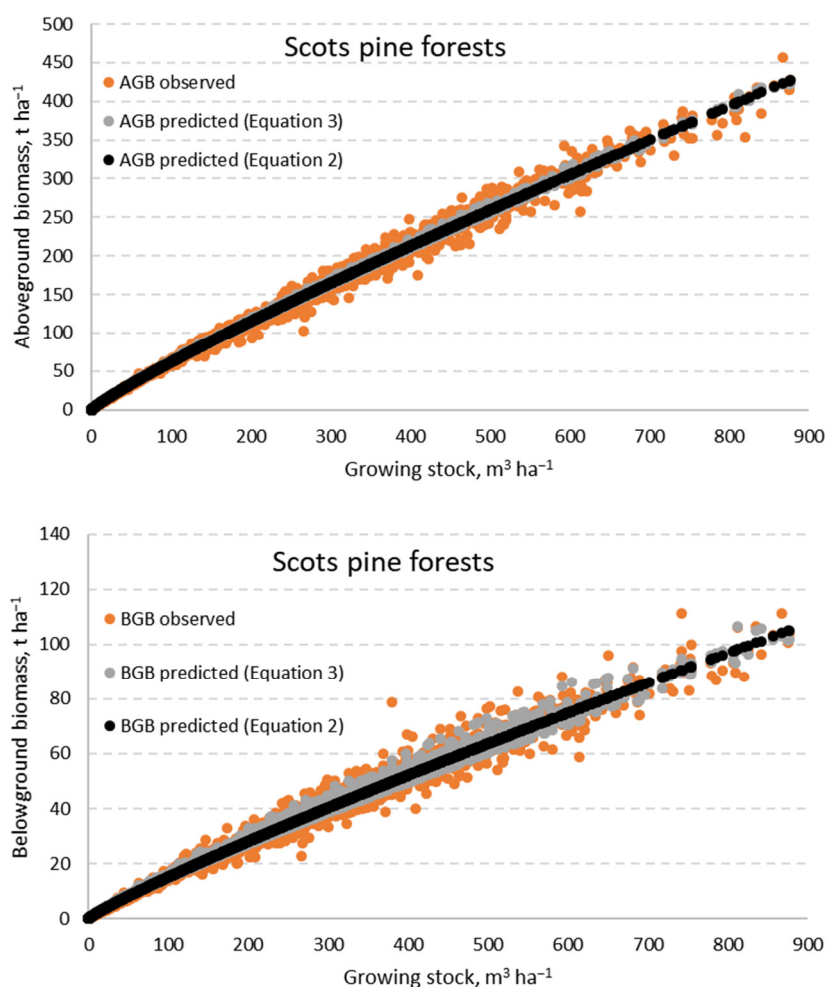 Scots pine forests
AGB observed
AGB predicted (Equation 3)
AGB predicted (Equation 2)
Aboveground biomass, t ha⁻¹
500
450
400
350
300
250
200
150
100
50
0
0 100 200 300 400 500 600 700 800 900
Growing stock, m³ ha⁻¹
Scots pine forests
BGB observed
BGB predicted (Equation 3)
BGB predicted (Equation 2)
Belowground biomass, t ha⁻¹
140
120
100
80
60
40
20
0
0 100 200 300 400 500 600 700 800 900
Growing stock, m³ ha⁻¹